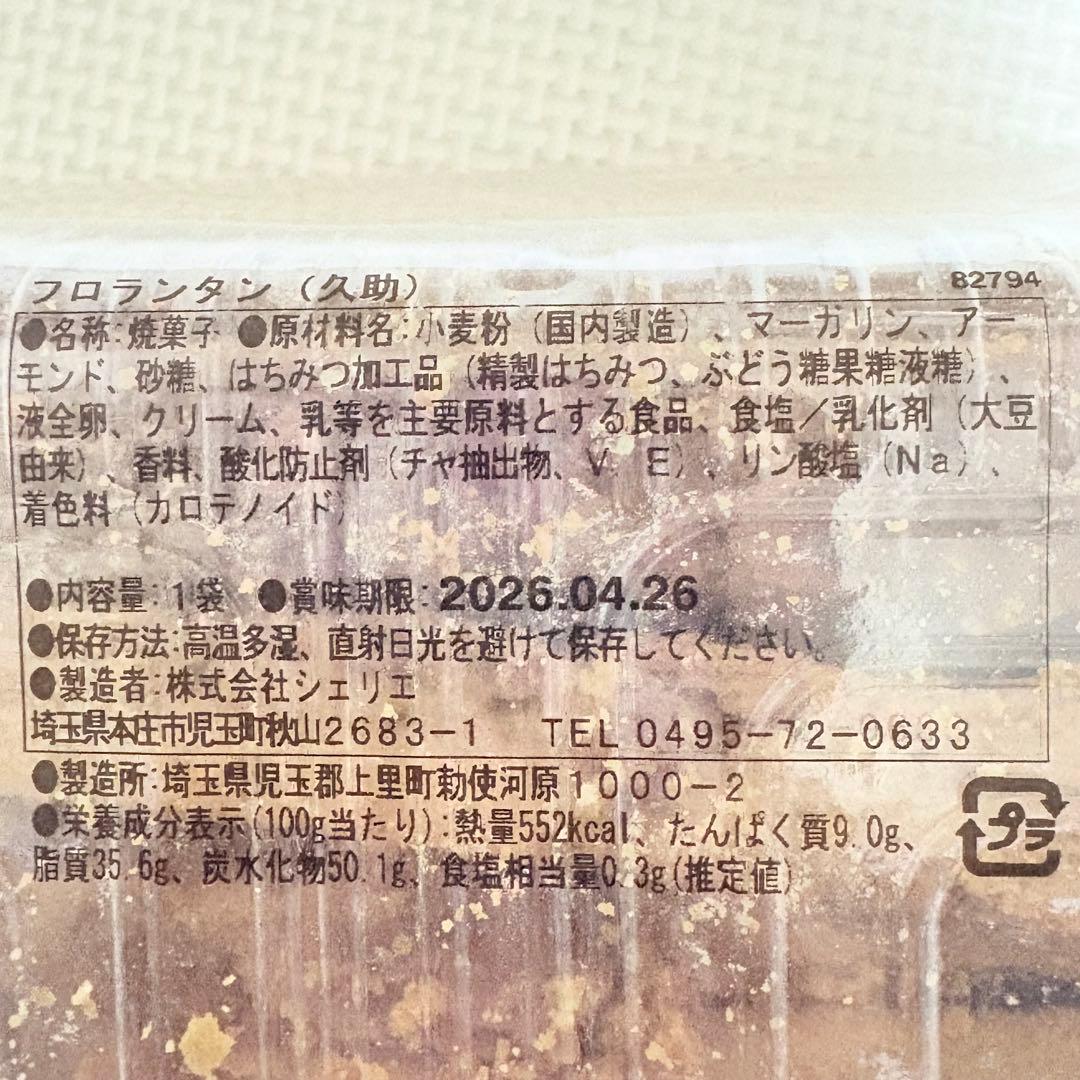 フロランタン（久助）
82794
●名称:焼菓子 ●原材料名:小麦粉（国内製造）、マーガリン、アー
モンド、砂糖、はちみつ加工品（精製はちみつ、ぶどう糖果糖液糖）、
液全卵、クリーム、乳等を主要原料とする食品、食塩／乳化剤（大豆
由来）、香料、酸化防止剤（チャ抽出物、V．E）、リン酸塩（Na）、
着色料（カロテノイド）
●内容量:1袋 ●賞味期限:2026.04.26
●保存方法:高温多湿、直射日光を避けて保存してください。
●製造者:株式会社シェリエ
埼玉県本庄市児玉町秋山2683－1 TEL 0495－72－0633
●製造所:埼玉県児玉郡上里町勅使河原1000－2
●栄養成分表示(100g当たり):熱量552kcal、たんぱく質9.0g、
脂質35.6g、炭水化物50.1g、食塩相当量0.3g(推定値)
プラ